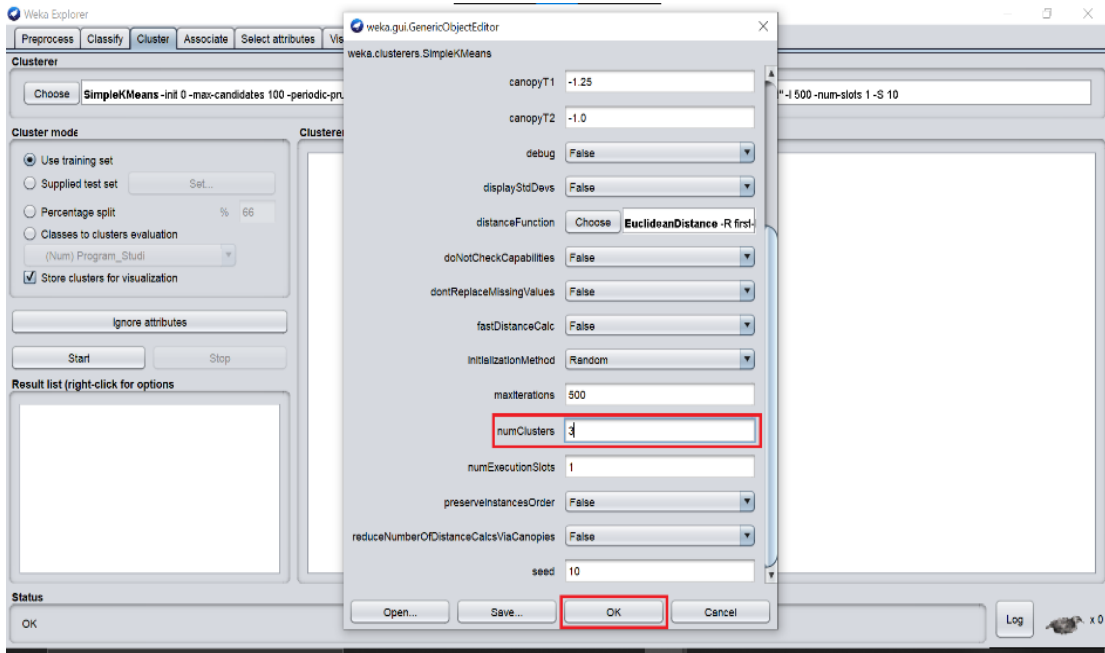 Weka Explorer
Preprocess Classify Cluster Associate Select attributes Vis
Clusterer
Choose SimpleKMeans -init 0 -max-candidates 100 -periodic-pru
" -I 500 -num-slots 1 -S 10
Cluster mode
Use training set
Supplied test set Set...
Percentage split % 66
Classes to clusters evaluation
(Num) Program_Studi
Store clusters for visualization
Ignore attributes
Start Stop
Result list (right-click for options
Clusterer
weka.gui.GenericObjectEditor
weka.clusterers.SimpleKMeans
canopyT1 -1.25
canopyT2 -1.0
debug False
displayStdDevs False
distanceFunction Choose EuclideanDistance -R first-
doNotCheckCapabilities False
dontReplaceMissingValues False
fastDistanceCalc False
initializationMethod Random
maxIterations 500
numClusters 3
numExecutionSlots 1
preserveInstancesOrder False
reduceNumberOfDistanceCalcsViaCanopies False
seed 10
Open... Save... OK Cancel
Status
OK
Log x 0